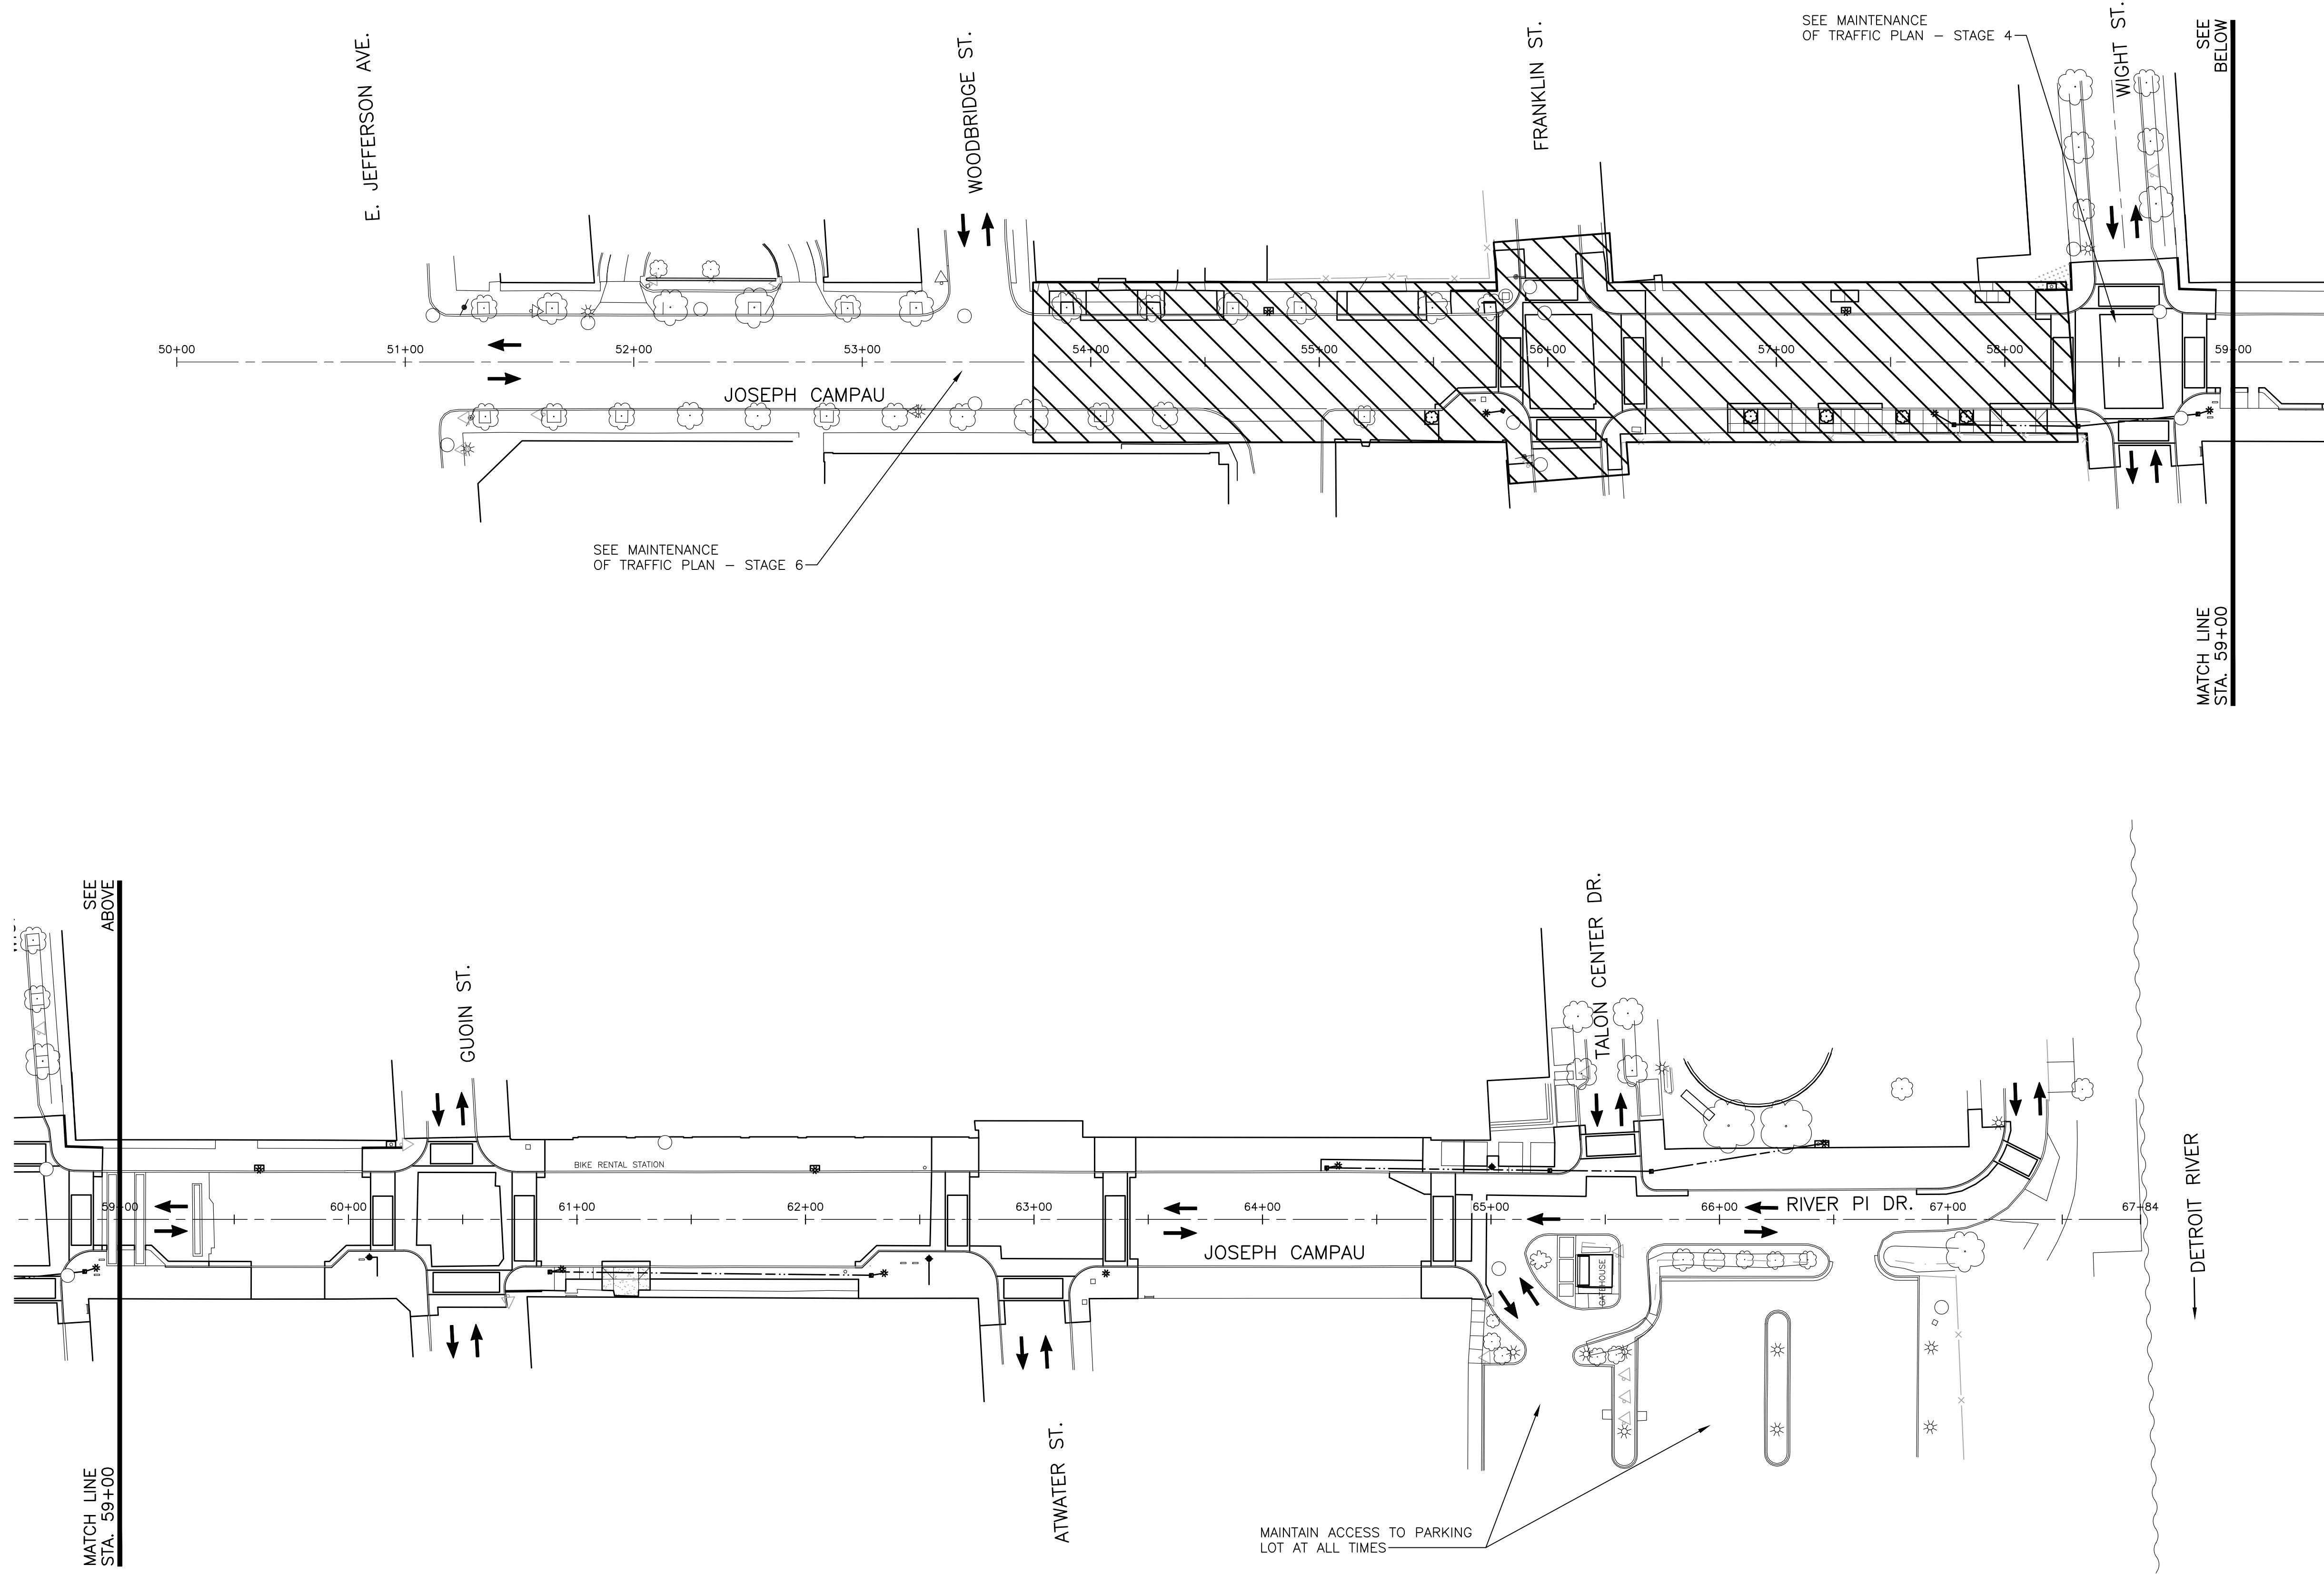 E. JEFFERSON AVE.
WOODBRIDGE ST.
FRANKLIN ST.
SEE MAINTENANCE
OF TRAFFIC PLAN – STAGE 4
WIGHT ST.
SEE
BELOW
50+00
51+00
52+00
53+00
54+00
55+00
56+00
57+00
58+00
59+00
JOSEPH CAMPAU
SEE MAINTENANCE
OF TRAFFIC PLAN – STAGE 6
MATCH LINE
STA. 59+00
SEE
ABOVE
GUOIN ST.
TALON CENTER DR.
BIKE RENTAL STATION
59+00
60+00
61+00
62+00
63+00
64+00
65+00
66+00
RIVER PI DR.
67+00
67+84
JOSEPH CAMPAU
GATEHOUSE
DETROIT RIVER
ATWATER ST.
MATCH LINE
STA. 59+00
MAINTAIN ACCESS TO PARKING
LOT AT ALL TIMES